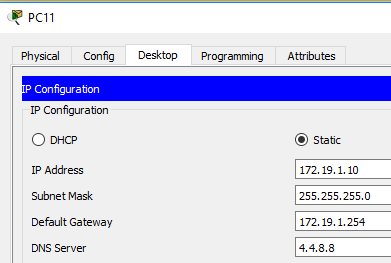 PC11
Physical Config Desktop Programming Attributes
IP Configuration
IP Configuration
DHCP Static
IP Address 172.19.1.10
Subnet Mask 255.255.255.0
Default Gateway 172.19.1.254
DNS Server 4.4.8.8